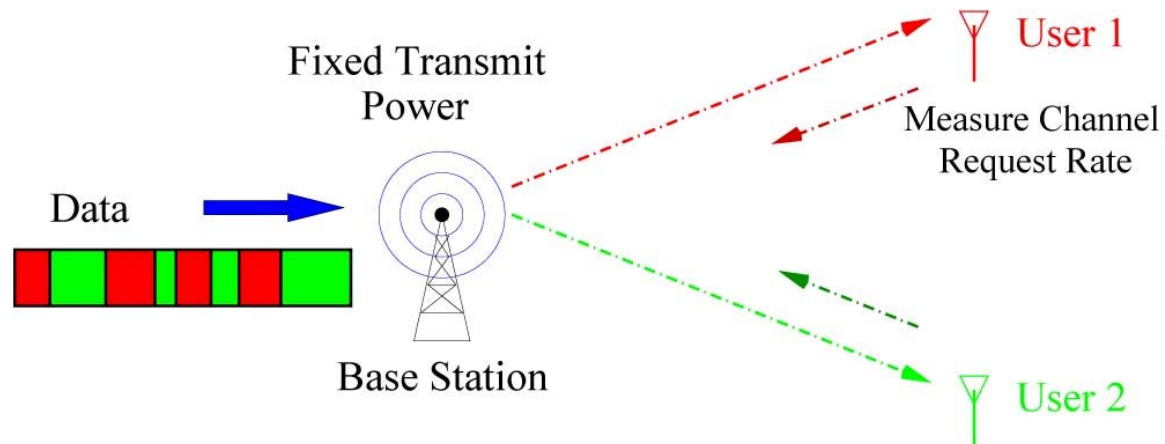 Fixed Transmit
Power
User 1
Measure Channel
Request Rate
Data
Base Station
User 2